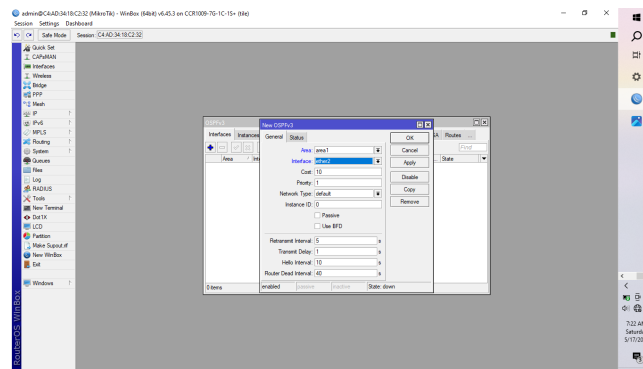 admin@C4:AD:34:18:C2:32 (MikroTik) - WinBox (64bit) v6.45.3 on CCR1009-7G-1C-1S+ (tile)
Session Settings Dashboard
Safe Mode Session: C4:AD:34:18:C2:32
Quick Set
CAPsMAN
Interfaces
Wireless
Bridge
PPP
Mesh
IP
IPv6
MPLS
Routing
System
Queues
Files
Log
RADIUS
Tools
New Terminal
Dot1X
LCD
Partition
Make Supout.rif
New WinBox
Exit
Windows
RouterOS WinBox
OSPFv3
Interfaces Instances
Routes ...
Find
Area
State
0 items
New OSPFv3
General Status
Area: area1
Interface: ether2
Cost: 10
Priority: 1
Network Type: default
Instance ID: 0
Passive
Use BFD
Retransmit Interval: 5 s
Transmit Delay: 1 s
Hello Interval: 10 s
Router Dead Interval: 40 s
OK
Cancel
Apply
Disable
Copy
Remove
enabled passive inactive State: down
7:22 AM
Saturda
5/17/20